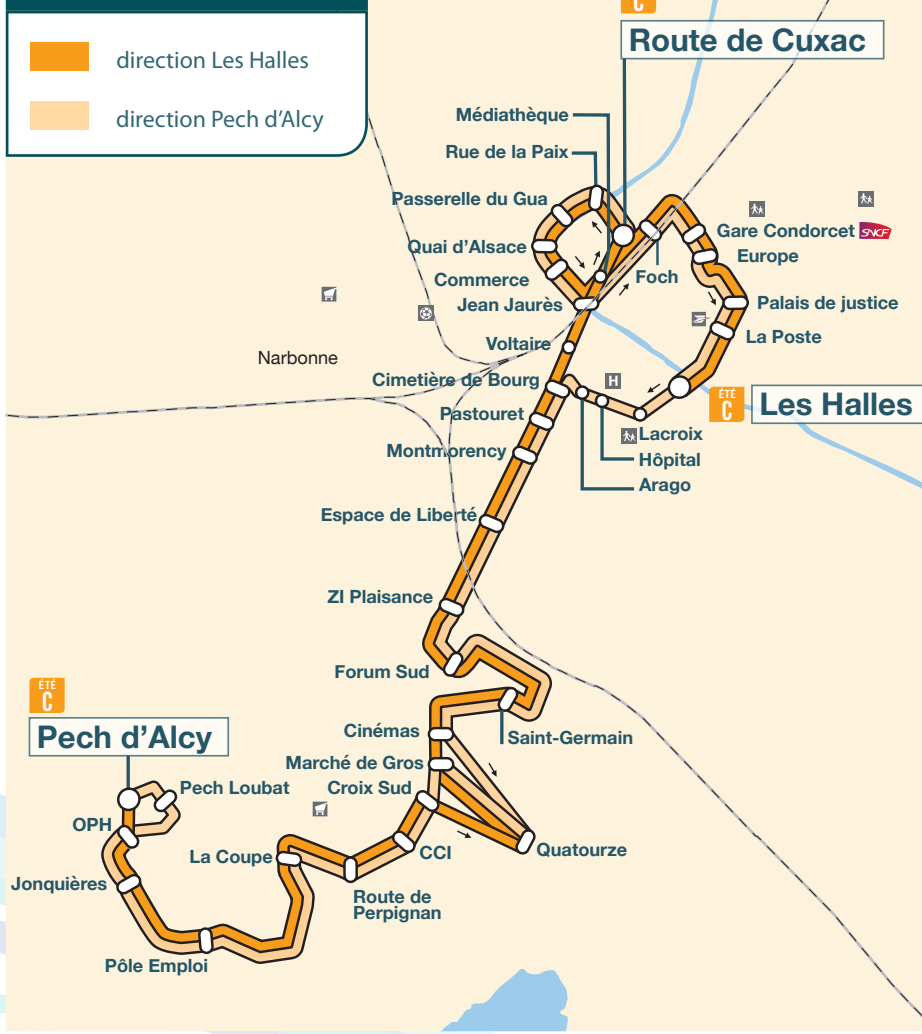 C
Route de Cuxac
direction Les Halles
direction Pech d'Alcy
Médiathèque
Rue de la Paix
Passerelle du Gua
Quai d'Alsace
Commerce
Jean Jaurès
Foch
Gare Condorcet SNCF
Europe
Palais de justice
La Poste
Voltaire
Narbonne
Cimetière de Bourg
H
Pastouret
ÉTÉ
C
Les Halles
Montmorency
Lacroix
Hôpital
Arago
Espace de Liberté
ZI Plaisance
Forum Sud
ÉTÉ
C
Pech d'Alcy
Cinémas
Saint-Germain
Marché de Gros
Croix Sud
Pech Loubat
OPH
La Coupe
CCI
Quatourze
Jonquières
Route de
Perpignan
Pôle Emploi